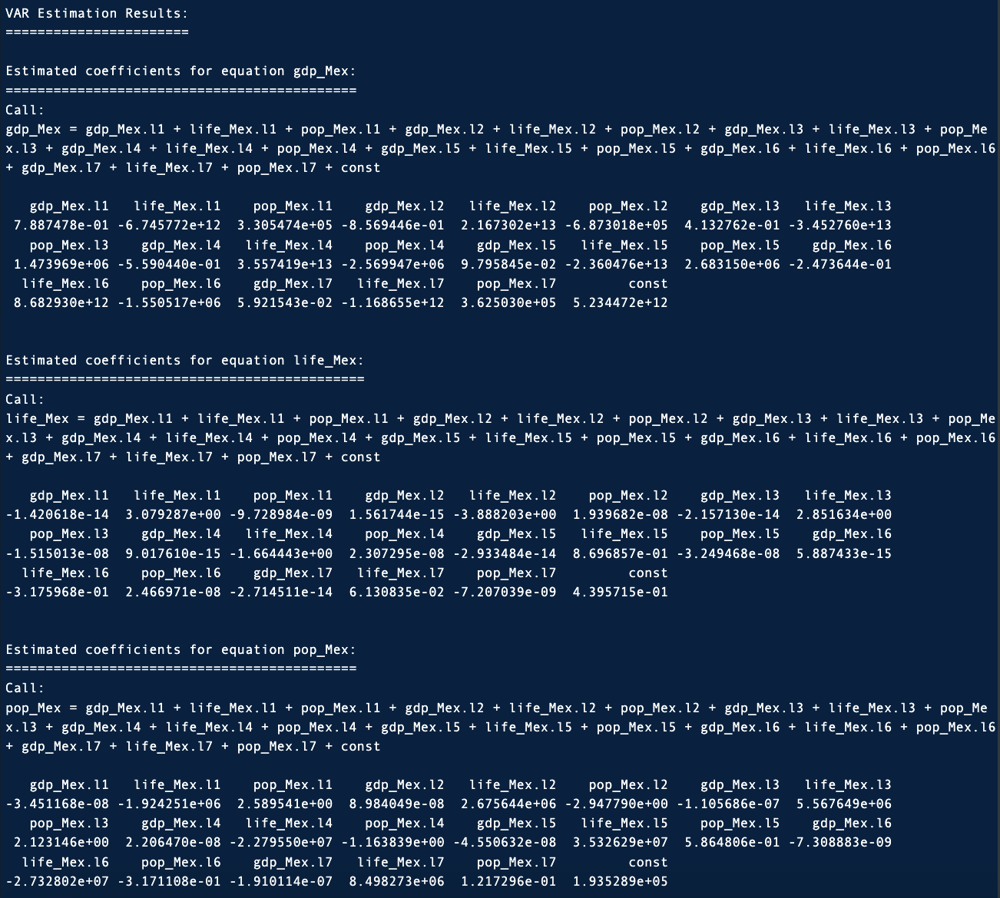 VAR Estimation Results:
=======================
Estimated coefficients for equation gdp_Mex:
============================================
Call:
gdp_Mex = gdp_Mex.l1 + life_Mex.l1 + pop_Mex.l1 + gdp_Mex.l2 + life_Mex.l2 + pop_Mex.l2 + gdp_Mex.l3 + life_Mex.l3 + pop_Me
x.l3 + gdp_Mex.l4 + life_Mex.l4 + pop_Mex.l4 + gdp_Mex.l5 + life_Mex.l5 + pop_Mex.l5 + gdp_Mex.l6 + life_Mex.l6 + pop_Mex.l6
+ gdp_Mex.l7 + life_Mex.l7 + pop_Mex.l7 + const
gdp_Mex.l1 life_Mex.l1 pop_Mex.l1 gdp_Mex.l2 life_Mex.l2 pop_Mex.l2 gdp_Mex.l3 life_Mex.l3
7.887478e-01 -6.745772e+12 3.305474e+05 -8.569446e-01 2.167302e+13 -6.873018e+05 4.132762e-01 -3.452760e+13
pop_Mex.l3 gdp_Mex.l4 life_Mex.l4 pop_Mex.l4 gdp_Mex.l5 life_Mex.l5 pop_Mex.l5 gdp_Mex.l6
1.473969e+06 -5.590440e-01 3.557419e+13 -2.569947e+06 9.795845e-02 -2.360476e+13 2.683150e+06 -2.473644e-01
life_Mex.l6 pop_Mex.l6 gdp_Mex.l7 life_Mex.l7 pop_Mex.l7 const
8.682930e+12 -1.550517e+06 5.921543e-02 -1.168655e+12 3.625030e+05 5.234472e+12
Estimated coefficients for equation life_Mex:
=============================================
Call:
life_Mex = gdp_Mex.l1 + life_Mex.l1 + pop_Mex.l1 + gdp_Mex.l2 + life_Mex.l2 + pop_Mex.l2 + gdp_Mex.l3 + life_Mex.l3 + pop_Me
x.l3 + gdp_Mex.l4 + life_Mex.l4 + pop_Mex.l4 + gdp_Mex.l5 + life_Mex.l5 + pop_Mex.l5 + gdp_Mex.l6 + life_Mex.l6 + pop_Mex.l6
+ gdp_Mex.l7 + life_Mex.l7 + pop_Mex.l7 + const
gdp_Mex.l1 life_Mex.l1 pop_Mex.l1 gdp_Mex.l2 life_Mex.l2 pop_Mex.l2 gdp_Mex.l3 life_Mex.l3
-1.420618e-14 3.079287e+00 -9.728984e-09 1.561744e-15 -3.888203e+00 1.939682e-08 -2.157130e-14 2.851634e+00
pop_Mex.l3 gdp_Mex.l4 life_Mex.l4 pop_Mex.l4 gdp_Mex.l5 life_Mex.l5 pop_Mex.l5 gdp_Mex.l6
-1.515013e-08 9.017610e-15 -1.664443e+00 2.307295e-08 -2.933484e-14 8.696857e-01 -3.249468e-08 5.887433e-15
life_Mex.l6 pop_Mex.l6 gdp_Mex.l7 life_Mex.l7 pop_Mex.l7 const
-3.175968e-01 2.466971e-08 -2.714511e-14 6.130835e-02 -7.207039e-09 4.395715e-01
Estimated coefficients for equation pop_Mex:
============================================
Call:
pop_Mex = gdp_Mex.l1 + life_Mex.l1 + pop_Mex.l1 + gdp_Mex.l2 + life_Mex.l2 + pop_Mex.l2 + gdp_Mex.l3 + life_Mex.l3 + pop_Me
x.l3 + gdp_Mex.l4 + life_Mex.l4 + pop_Mex.l4 + gdp_Mex.l5 + life_Mex.l5 + pop_Mex.l5 + gdp_Mex.l6 + life_Mex.l6 + pop_Mex.l6
+ gdp_Mex.l7 + life_Mex.l7 + pop_Mex.l7 + const
gdp_Mex.l1 life_Mex.l1 pop_Mex.l1 gdp_Mex.l2 life_Mex.l2 pop_Mex.l2 gdp_Mex.l3 life_Mex.l3
-3.451168e-08 -1.924251e+06 2.589541e+00 8.984049e-08 2.675644e+06 -2.947790e+00 -1.105686e-07 5.567649e+06
pop_Mex.l3 gdp_Mex.l4 life_Mex.l4 pop_Mex.l4 gdp_Mex.l5 life_Mex.l5 pop_Mex.l5 gdp_Mex.l6
2.123146e+00 2.206470e-08 -2.279550e+07 -1.163839e+00 -4.550632e-08 3.532629e+07 5.864806e-01 -7.308883e-09
life_Mex.l6 pop_Mex.l6 gdp_Mex.l7 life_Mex.l7 pop_Mex.l7 const
-2.732802e+07 -3.171108e-01 -1.910114e-07 8.498273e+06 1.217296e-01 1.935289e+05